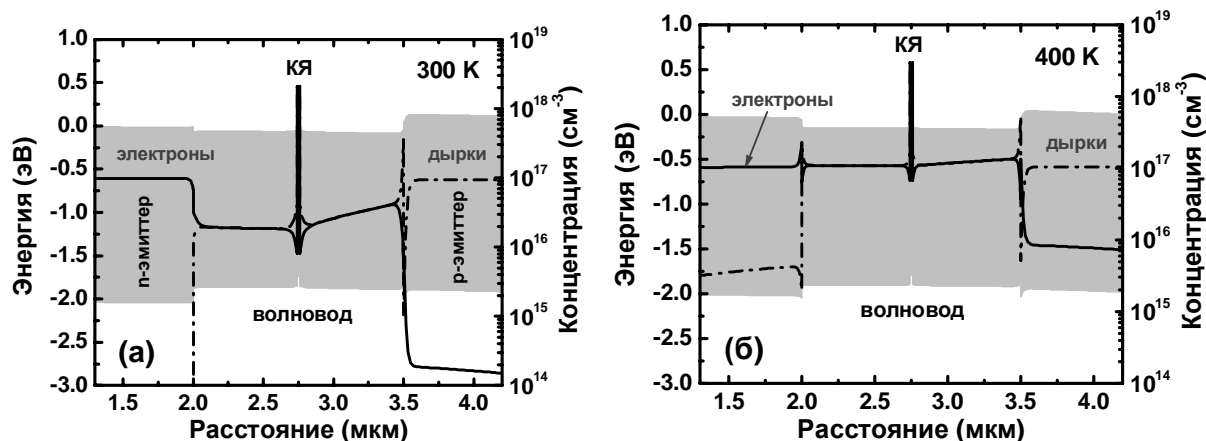 1.0
0.5
0.0
-0.5
-1.0
-1.5
-2.0
-2.5
-3.0
Энергия (эВ)
1.5 2.0 2.5 3.0 3.5 4.0
Расстояние (мкм)
10^19
10^18
10^17
10^16
10^15
10^14
Концентрация (см^-3)
КЯ
300 K
электроны
дырки
n-эмиттер
p-эмиттер
волновод
(а)
1.0
0.5
0.0
-0.5
-1.0
-1.5
-2.0
-2.5
-3.0
Энергия (эВ)
1.5 2.0 2.5 3.0 3.5 4.0
Расстояние (мкм)
10^19
10^18
10^17
10^16
10^15
10^14
Концентрация (см^-3)
КЯ
400 K
электроны
дырки
волновод
(б)